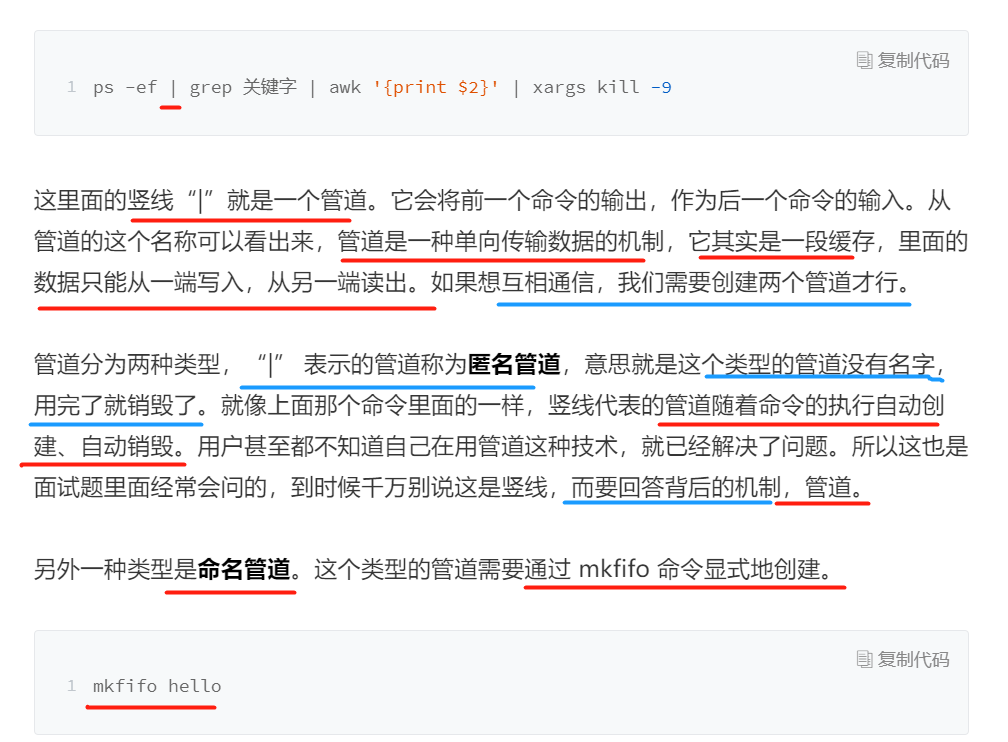 复制代码
1 ps -ef | grep 关键字 | awk '{print $2}' | xargs kill -9
这里面的竖线“|”就是一个管道。它会将前一个命令的输出，作为后一个命令的输入。从
管道的这个名称可以看出来，管道是一种单向传输数据的机制，它其实是一段缓存，里面的
数据只能从一端写入，从另一端读出。如果想互相通信，我们需要创建两个管道才行。
管道分为两种类型，“|” 表示的管道称为匿名管道，意思就是这个类型的管道没有名字，
用完了就销毁了。就像上面那个命令里面的一样，竖线代表的管道随着命令的执行自动创
建、自动销毁。用户甚至都不知道自己在用管道这种技术，就已经解决了问题。所以这也是
面试题里面经常会问的，到时候千万别说这是竖线，而要回答背后的机制，管道。
另外一种类型是命名管道。这个类型的管道需要通过 mkfifo 命令显式地创建。
复制代码
1 mkfifo hello